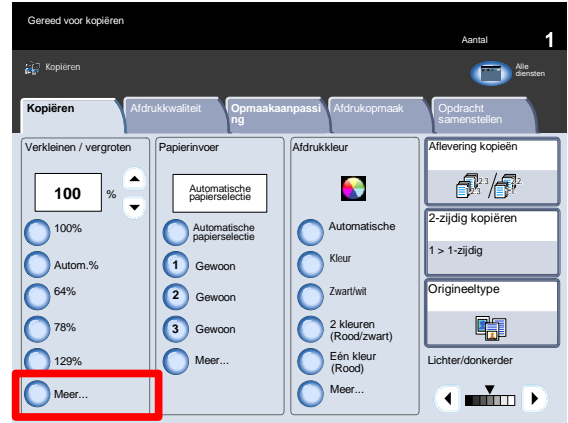 Gereed voor kopiëren
Aantal 1
Kopiëren
Alle
diensten
Kopiëren
Afdrukkwaliteit
Opmaakaanpassi
ng
Afdrukopmaak
Opdracht
samenstellen
Verkleinen / vergroten
100 %
100%
Autom.%
64%
78%
129%
Meer...
Papierinvoer
Automatische
papierselectie
Automatische
papierselectie
1 Gewoon
2 Gewoon
3 Gewoon
Meer...
Afdrukkleur
Automatische
Kleur
Zwart/wit
2 kleuren
(Rood/zwart)
Eén kleur
(Rood)
Meer...
Aflevering kopieën
2-zijdig kopiëren
1 > 1-zijdig
Origineeltype
Lichter/donkerder